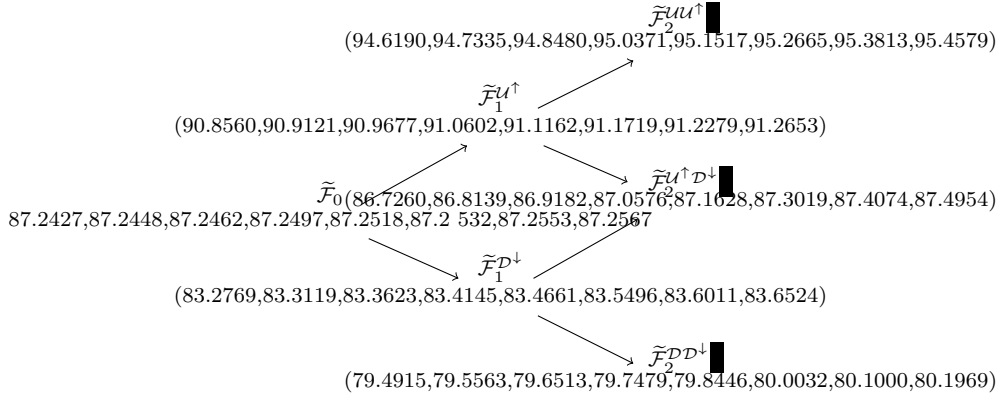 F̃₂^{UU↑}
(94.6190,94.7335,94.8480,95.0371,95.1517,95.2665,95.3813,95.4579)
F̃₁^{U↑}
(90.8560,90.9121,90.9677,91.0602,91.1162,91.1719,91.2279,91.2653)
F̃₂^{U↑D↓}
F̃₀ (86.7260,86.8139,86.9182,87.0576,87.1628,87.3019,87.4074,87.4954)
87.2427,87.2448,87.2462,87.2497,87.2518,87.2 532,87.2553,87.2567
F̃₁^{D↓}
(83.2769,83.3119,83.3623,83.4145,83.4661,83.5496,83.6011,83.6524)
F̃₂^{DD↓}
(79.4915,79.5563,79.6513,79.7479,79.8446,80.0032,80.1000,80.1969)